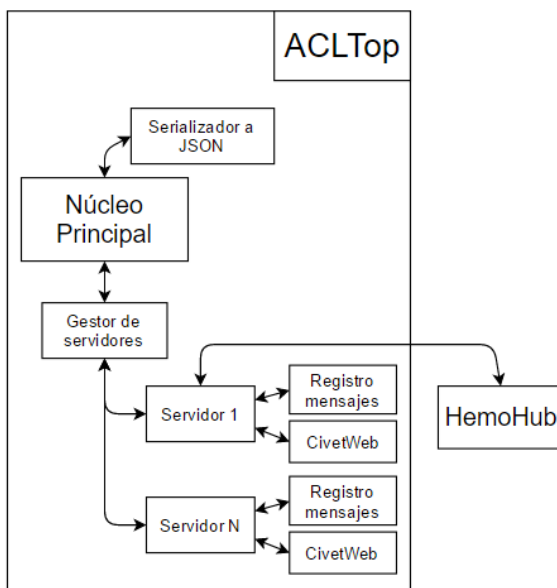 ACLTop
Serializador a
JSON
Núcleo
Principal
Gestor de
servidores
Servidor 1
Registro
mensajes
CivetWeb
HemoHub
Servidor N
Registro
mensajes
CivetWeb